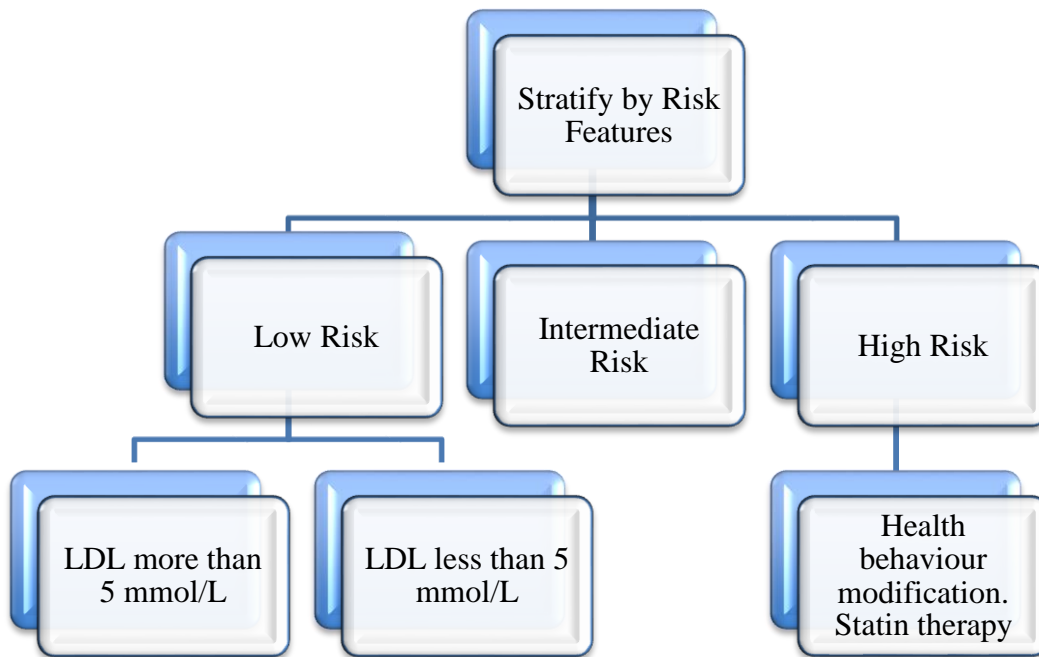 Stratify by Risk
Features
Low Risk
Intermediate
Risk
High Risk
LDL more than
5 mmol/L
LDL less than 5
mmol/L
Health
behaviour
modification.
Statin therapy